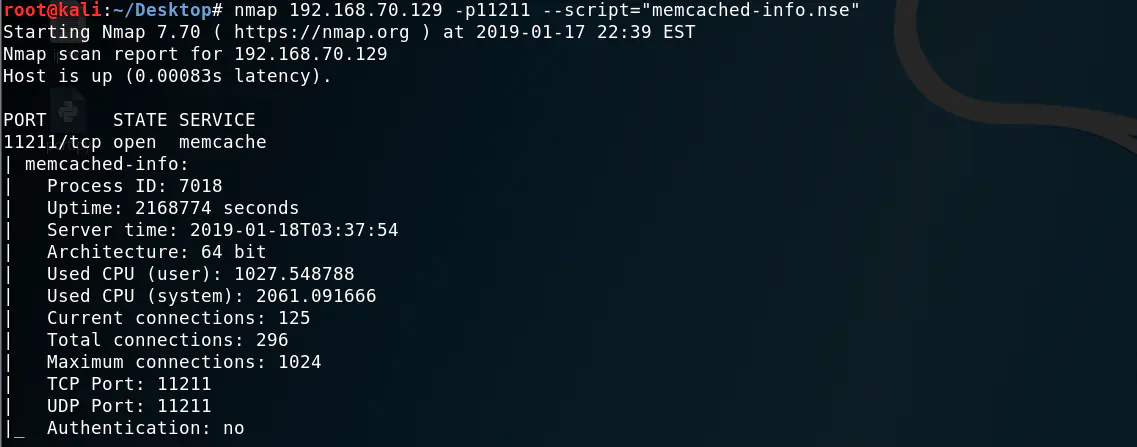 root@kali:~/Desktop# nmap 192.168.70.129 -p11211 --script="memcached-info.nse"
Starting Nmap 7.70 ( https://nmap.org ) at 2019-01-17 22:39 EST
Nmap scan report for 192.168.70.129
Host is up (0.00083s latency).
PORT      STATE SERVICE
11211/tcp open  memcache
| memcached-info:
|   Process ID: 7018
|   Uptime: 2168774 seconds
|   Server time: 2019-01-18T03:37:54
|   Architecture: 64 bit
|   Used CPU (user): 1027.548788
|   Used CPU (system): 2061.091666
|   Current connections: 125
|   Total connections: 296
|   Maximum connections: 1024
|   TCP Port: 11211
|   UDP Port: 11211
|_  Authentication: no